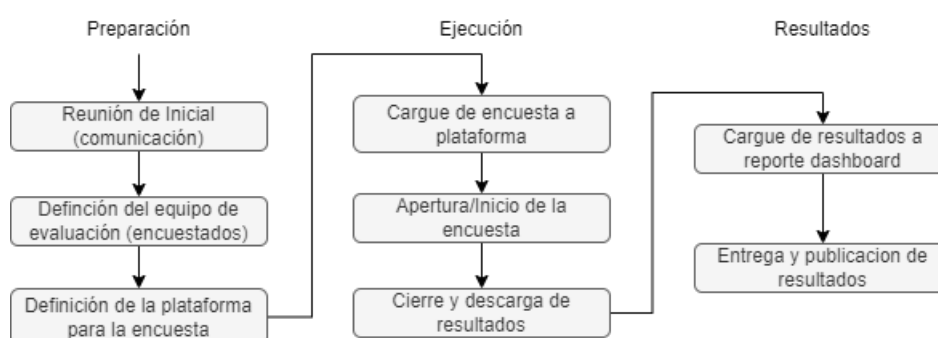 Preparación
Reunión de Inicial
(comunicación)
Definción del equipo de
evaluación (encuestados)
Definición de la plataforma
para la encuesta
Ejecución
Cargue de encuesta a
plataforma
Apertura/Inicio de la
encuesta
Cierre y descarga de
resultados
Resultados
Cargue de resultados a
reporte dashboard
Entrega y publicacion de
resultados